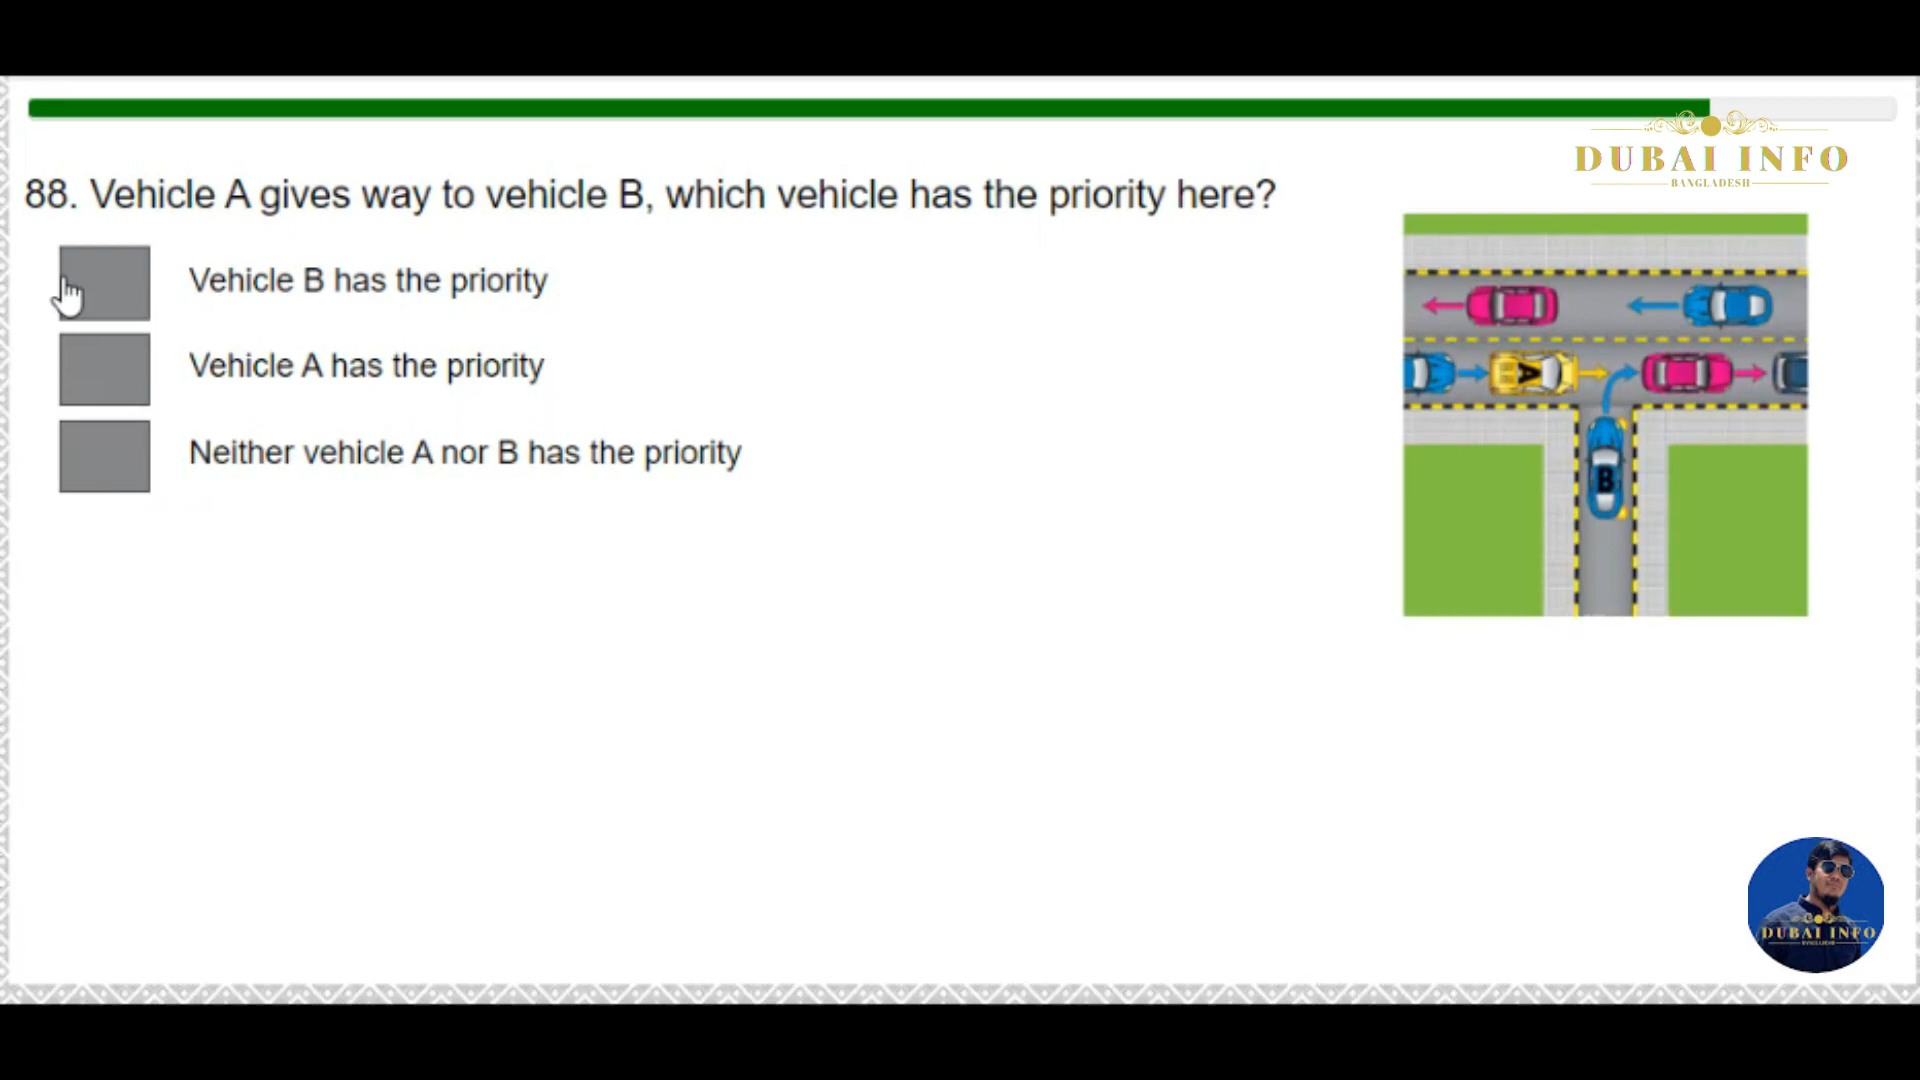 DUBAI INFO
BANGLADESH
88. Vehicle A gives way to vehicle B, which vehicle has the priority here?
Vehicle B has the priority
Vehicle A has the priority
Neither vehicle A nor B has the priority
A
B
DUBAI INFO
BANGLADESH